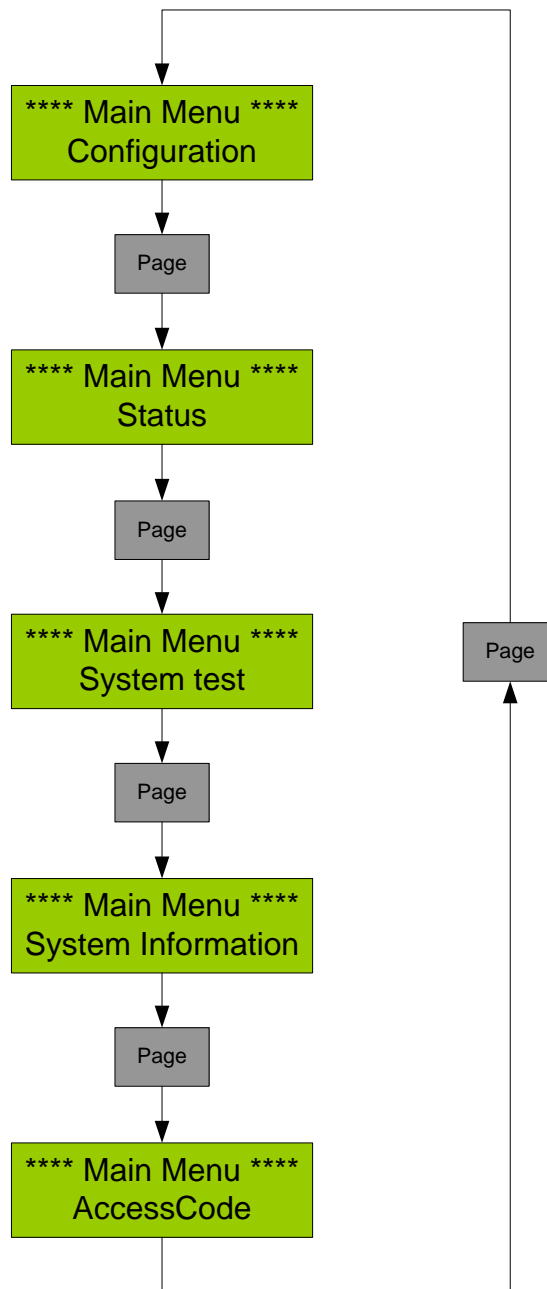 **** Main Menu ****
Configuration
Page
**** Main Menu ****
Status
Page
**** Main Menu ****
System test
Page
Page
**** Main Menu ****
System Information
Page
**** Main Menu ****
AccessCode